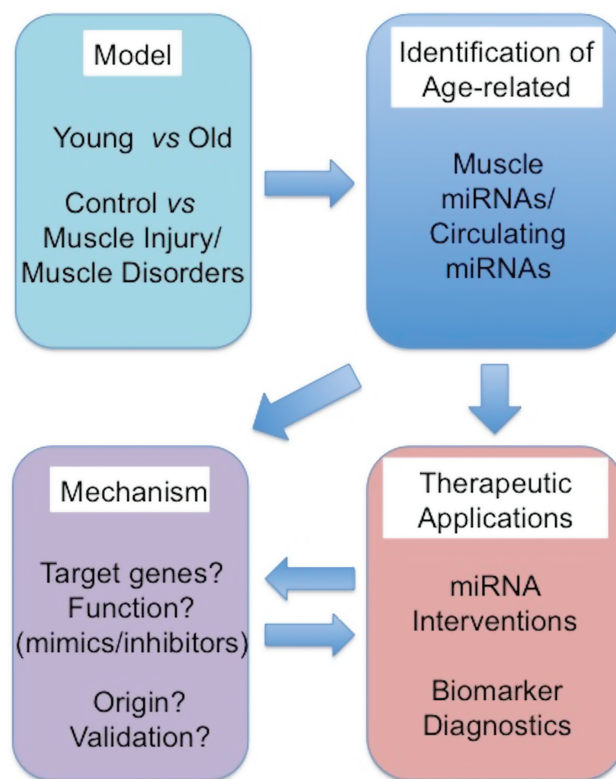 Model
Young vs Old
Control vs
Muscle Injury/
Muscle Disorders
Identification of
Age-related
Muscle
miRNAs/
Circulating
miRNAs
Mechanism
Target genes?
Function?
(mimics/inhibitors)
Origin?
Validation?
Therapeutic
Applications
miRNA
Interventions
Biomarker
Diagnostics